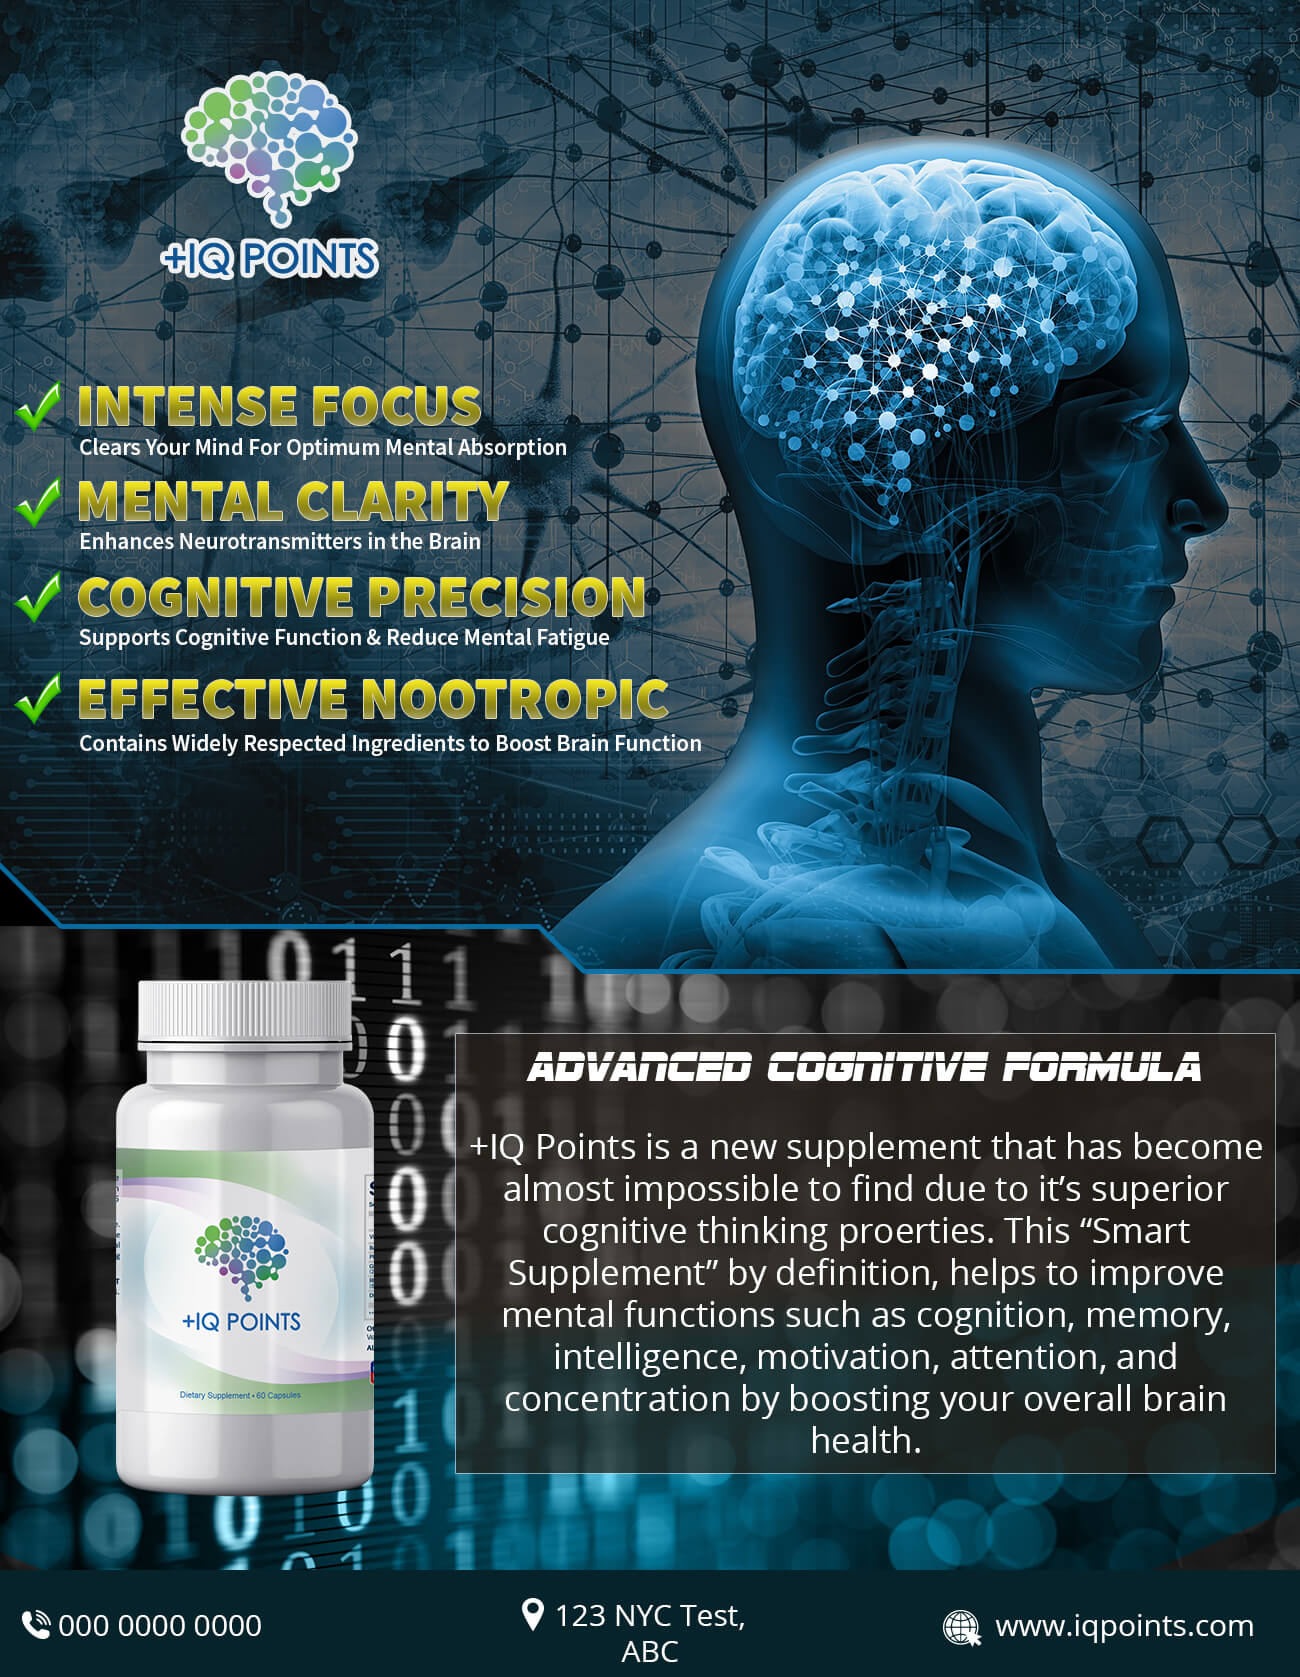 +IQ POINTS
INTENSE FOCUS
Clears Your Mind For Optimum Mental Absorption
MENTAL CLARITY
Enhances Neurotransmitters in the Brain
COGNITIVE PRECISION
Supports Cognitive Function & Reduce Mental Fatigue
EFFECTIVE NOOTROPIC
Contains Widely Respected Ingredients to Boost Brain Function
+IQ POINTS
Dietary Supplement • 60 Capsules
ADVANCED COGNITIVE FORMULA
+IQ Points is a new supplement that has become
almost impossible to find due to it’s superior
cognitive thinking proerties. This “Smart
Supplement” by definition, helps to improve
mental functions such as cognition, memory,
intelligence, motivation, attention, and
concentration by boosting your overall brain
health.
000 0000 0000
123 NYC Test,
ABC
www.iqpoints.com